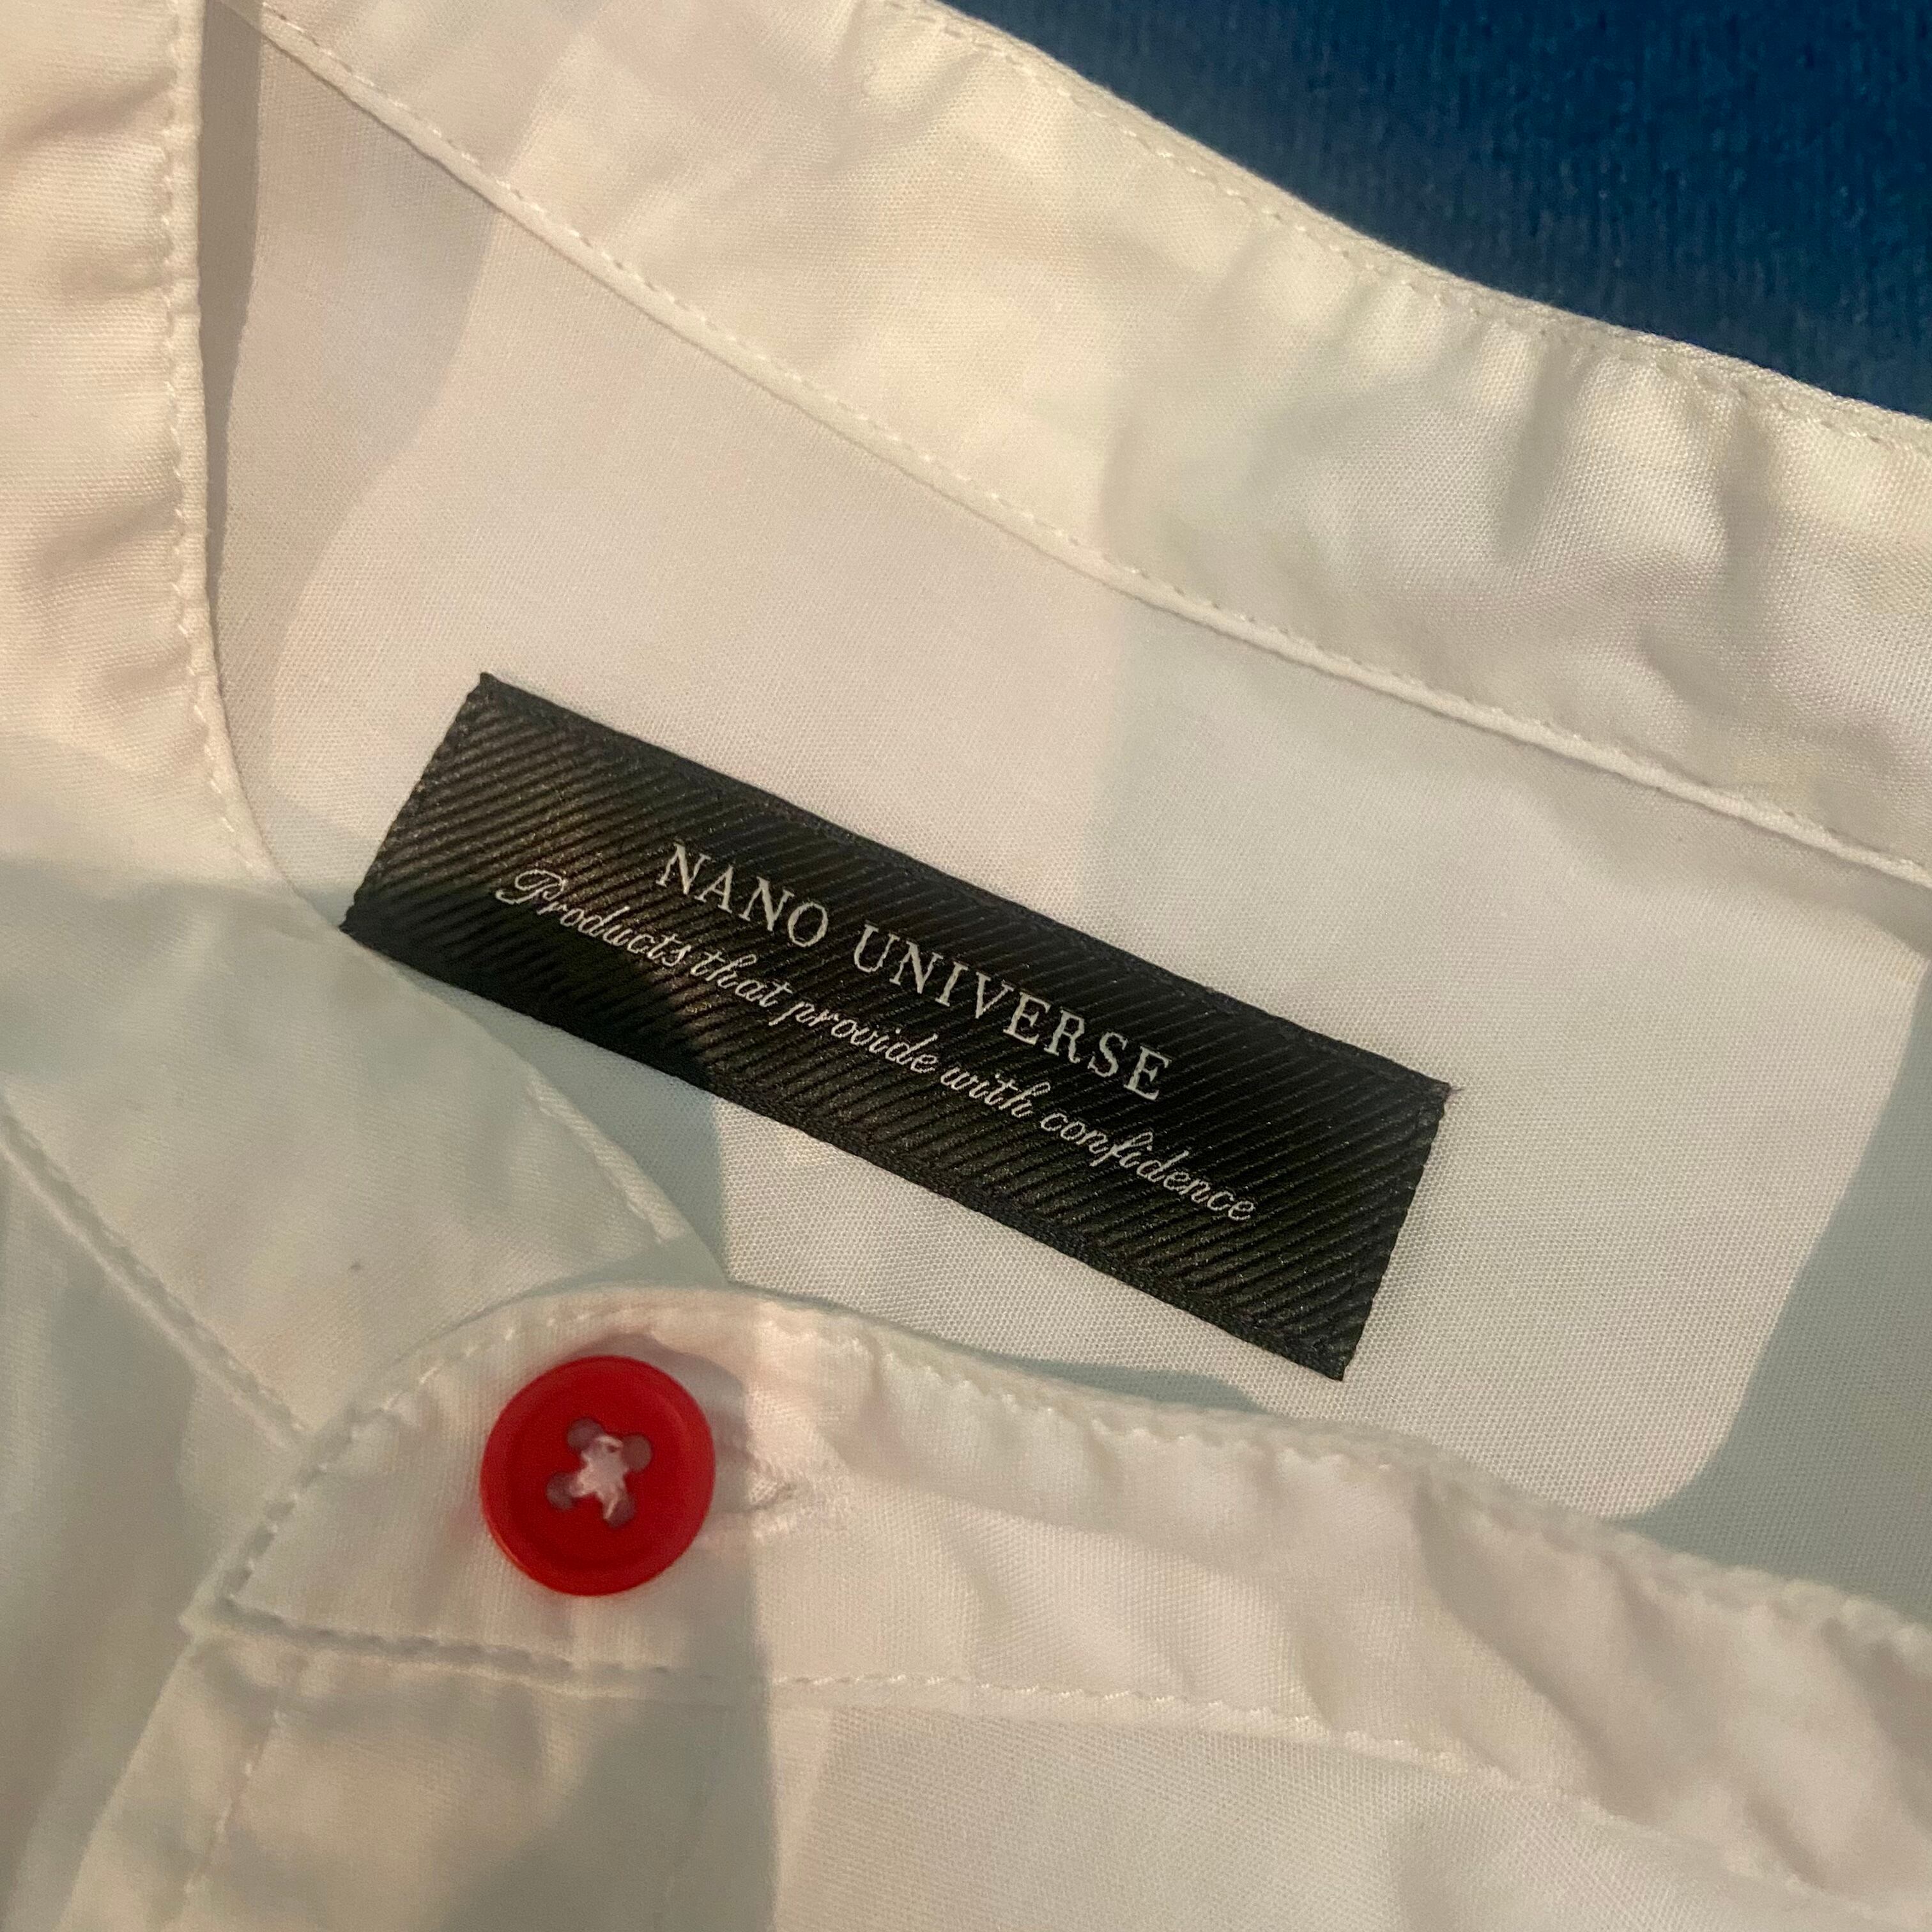 NANO UNIVERSE
Products that provide with confidence